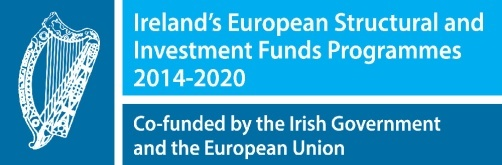 Ireland's European Structural and
Investment Funds Programmes
2014-2020
Co-funded by the Irish Government
and the European Union